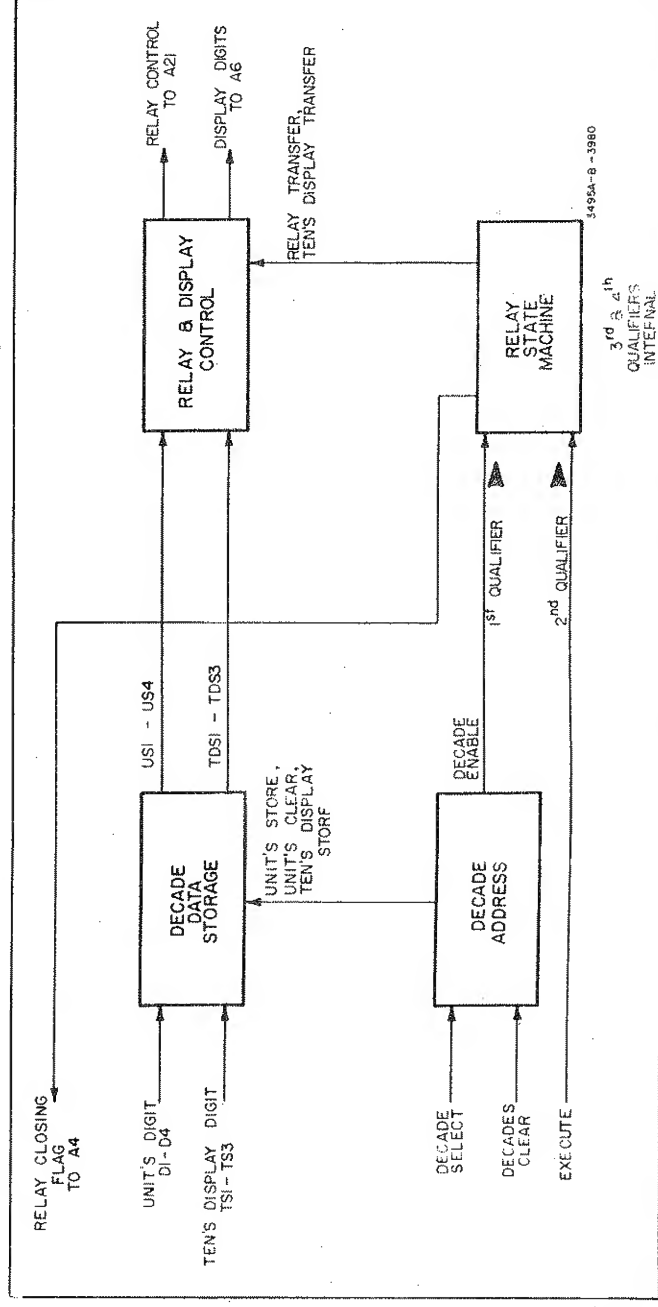 RELAY CLOSING
FLAG
TO A4
UNIT'S DIGIT
D1-D4
TEN'S DISPLAY DIGIT
TS1-TS3
DECADE
DATA
STORAGE
US1 - US4
TDS1 - TDS3
RELAY & DISPLAY
CONTROL
RELAY CONTROL
TO A21
DISPLAY DIGITS
TO A6
UNIT'S STORE,
UNIT'S CLEAR,
TEN'S DISPLAY
STORE
RELAY TRANSFER,
TEN'S DISPLAY TRANSFER
DECADE
SELECT
DECADES
CLEAR
EXECUTE
DECADE
ADDRESS
DECADE
ENABLE
1st QUALIFIER
2nd QUALIFIER
RELAY
STATE
MACHINE
3rd & 4th
QUALIFIERS
INTERNAL
3495A-B-3980